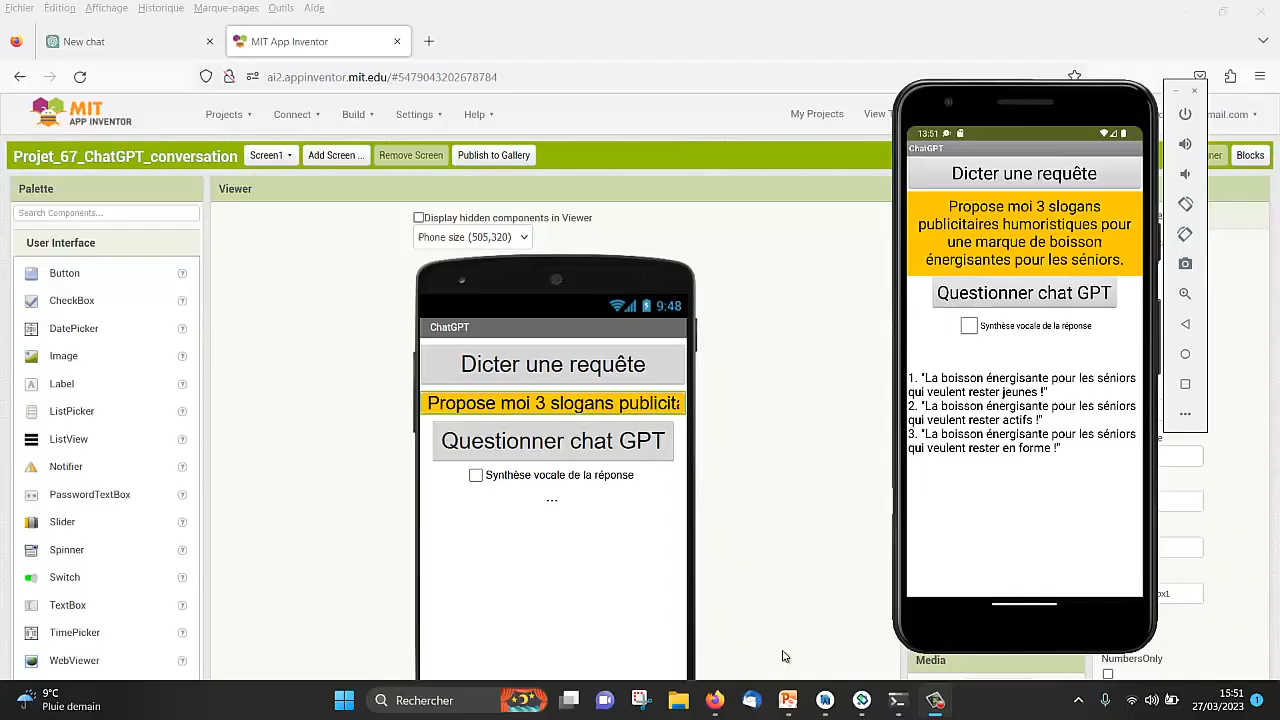 Fichier Édition Affichage Historique Marque-pages Outils Aide
New chat
MIT App Inventor
ai2.appinventor.mit.edu/#5479043202678784
MIT
APP INVENTOR
Projects
Connect
Build
Settings
Help
My Projects
View T
mail.com
Projet_67_ChatGPT_conversation
Screen1
Add Screen ...
Remove Screen
Publish to Gallery
ner
Blocks
Palette
Search Components...
User Interface
Button
CheckBox
DatePicker
Image
Label
ListPicker
ListView
Notifier
PasswordTextBox
Slider
Spinner
Switch
TextBox
TimePicker
WebViewer
Viewer
Display hidden components in Viewer
Phone size (505,320)
9:48
ChatGPT
Dicter une requête
Propose moi 3 slogans publicita
Questionner chat GPT
Synthèse vocale de la réponse
...
13:51
ChatGPT
Dicter une requête
Propose moi 3 slogans
publicitaires humoristiques pour
une marque de boisson
énergisantes pour les séniors.
Questionner chat GPT
Synthèse vocale de la réponse
1. "La boisson énergisante pour les séniors
qui veulent rester jeunes !"
2. "La boisson énergisante pour les séniors
qui veulent rester actifs !"
3. "La boisson énergisante pour les séniors
qui veulent rester en forme !"
ox1
Media
NumbersOnly
9°C
Pluie demain
Rechercher
15:51
27/03/2023